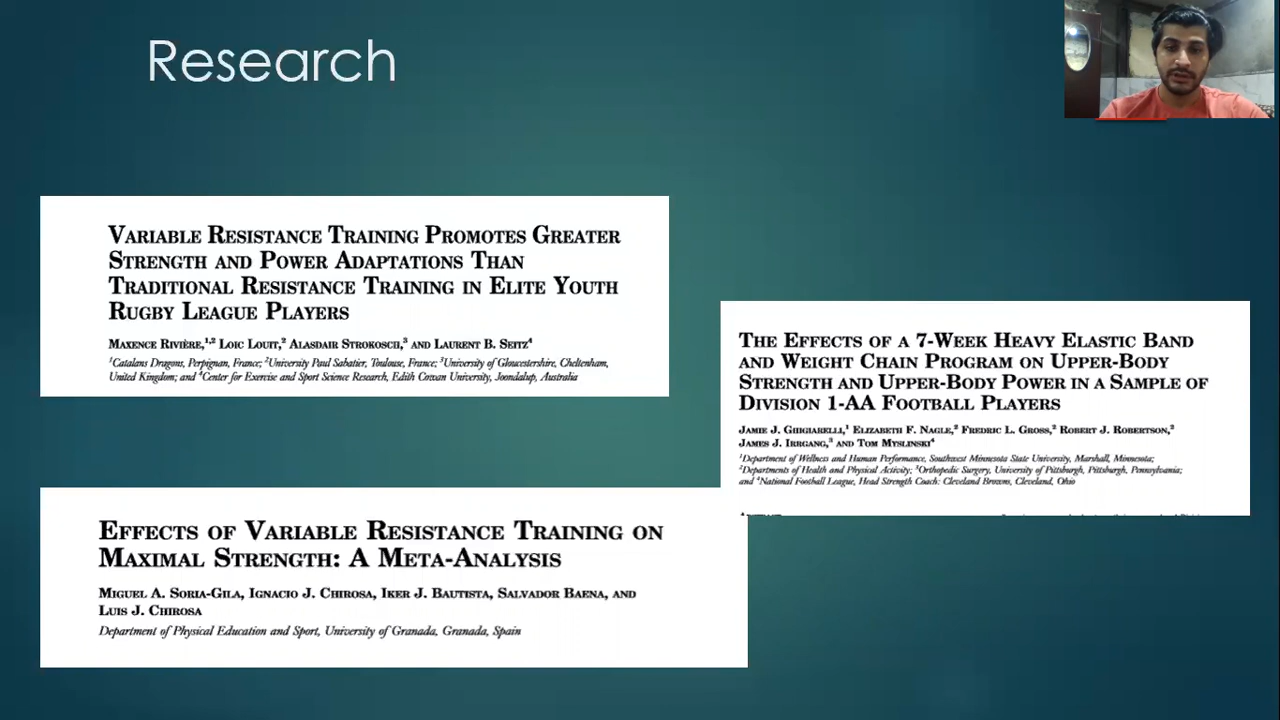 Research
Variable Resistance Training Promotes Greater
Strength and Power Adaptations Than
Traditional Resistance Training in Elite Youth
Rugby League Players
Maxence Rivière,1,2 Loic Louit,2 Alasdair Strokosch,3 and Laurent B. Seitz4
1Catalans Dragons, Perpignan, France; 2University Paul Sabatier, Toulouse, France; 3University of Gloucestershire, Cheltenham,
United Kingdom; and 4Center for Exercise and Sport Science Research, Edith Cowan University, Joondalup, Australia
The Effects of a 7-Week Heavy Elastic Band
and Weight Chain Program on Upper-Body
Strength and Upper-Body Power in a Sample of
Division 1-AA Football Players
Jamie J. Ghigiarelli,1 Elizabeth F. Nagle,2 Fredric L. Gross,2 Robert J. Robertson,2
James J. Irrgang,3 and Tom Myslinski4
1Department of Wellness and Human Performance, Southwest Minnesota State University, Marshall, Minnesota;
2Departments of Health and Physical Activity; 3Orthopedic Surgery, University of Pittsburgh, Pittsburgh, Pennsylvania;
and 4National Football League, Head Strength Coach: Cleveland Browns, Cleveland, Ohio
Effects of Variable Resistance Training on
Maximal Strength: A Meta-Analysis
Miguel A. Soria-Gila, Ignacio J. Chirosa, Iker J. Bautista, Salvador Baena, and
Luis J. Chirosa
Department of Physical Education and Sport, University of Granada, Granada, Spain